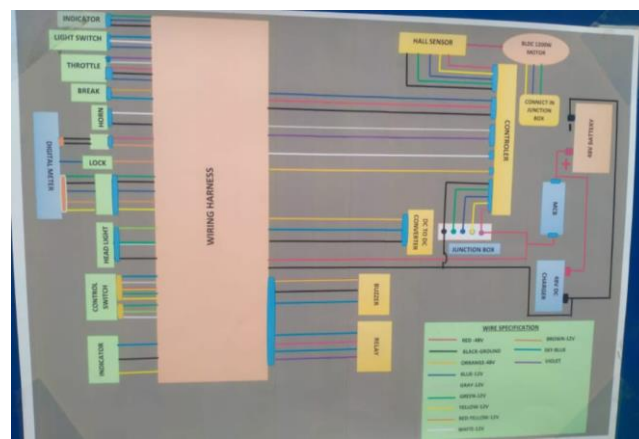 INDICATOR
LIGHT SWITCH
THROTTLE
BREAK
HORN
DIGITAL METER
LOCK
HEAD LIGHT
CONTROL
SWITCH
INDICATOR
WIRING HARNESS
HALL SENSOR
BLDC 1200W
MOTOR
CONNECT IN
JUNCTION
BOX
CONTROLER
48V BATTERY
MCB
48V DC
CHARGER
DC TO DC
CONVERTER
JUNCTION BOX
BUZZER
RELAY
WIRE SPECIFICATION
RED -48V
BLACK-GROUND
ORRANGE-48V
BLUE-12V
GRAY-12V
GREEN-12V
YELLOW-12V
RED-YELLOW-12V
WHITE-12V
BROWN-12V
SKY-BLUE
VIOLET